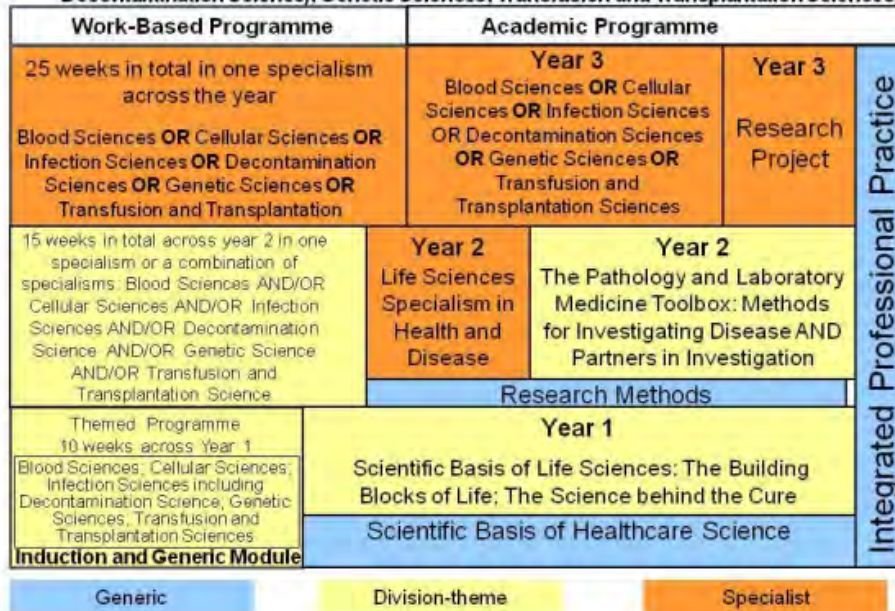 Decontamination Science); Genetic Sciences; Transfusion and Transplantation Sciences
Work-Based Programme
Academic Programme
25 weeks in total in one specialism
across the year
Blood Sciences OR Cellular Sciences OR
Infection Sciences OR Decontamination
Sciences OR Genetic Sciences OR
Transfusion and Transplantation
Year 3
Blood Sciences OR Cellular
Sciences OR Infection Sciences
OR Decontamination Sciences
OR Genetic Sciences OR
Transfusion and
Transplantation Sciences
Year 3
Research
Project
15 weeks in total across year 2 in one
specialism or a combination of
specialisms: Blood Sciences AND/OR
Cellular Sciences AND/OR Infection
Sciences AND/OR Decontamination
Science AND/OR Genetic Science
AND/OR Transfusion and
Transplantation Science
Year 2
Life Sciences
Specialism in
Health and
Disease
Year 2
The Pathology and Laboratory
Medicine Toolbox: Methods
for Investigating Disease AND
Partners in Investigation
Research Methods
Themed Programme
10 weeks across Year 1
Blood Sciences; Cellular Sciences;
Infection Sciences including
Decontamination Science; Genetic
Sciences; Transfusion and
Transplantation Sciences
Induction and Generic Module
Year 1
Scientific Basis of Life Sciences: The Building
Blocks of Life; The Science behind the Cure
Scientific Basis of Healthcare Science
Integrated Professional Practice
Generic
Division-theme
Specialist